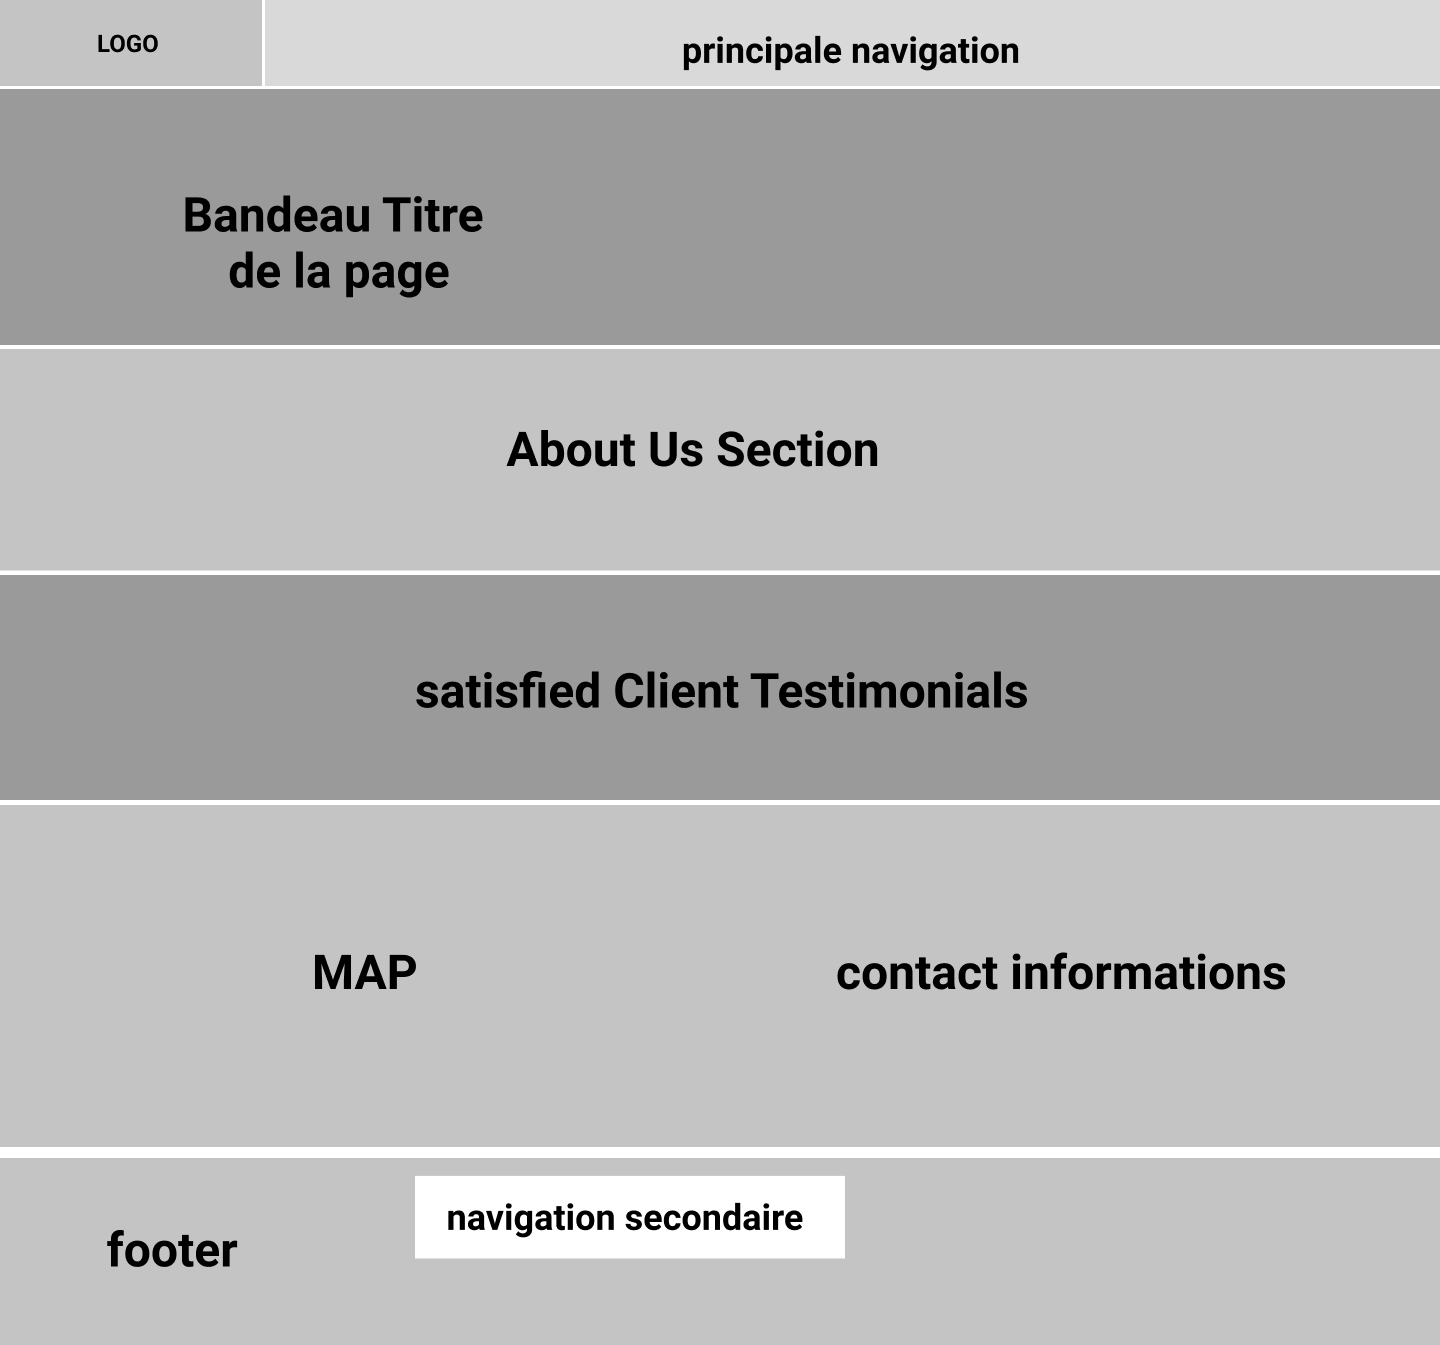 LOGO
principale navigation
Bandeau Titre
de la page
About Us Section
satisfied Client Testimonials
MAP
contact informations
navigation secondaire
footer